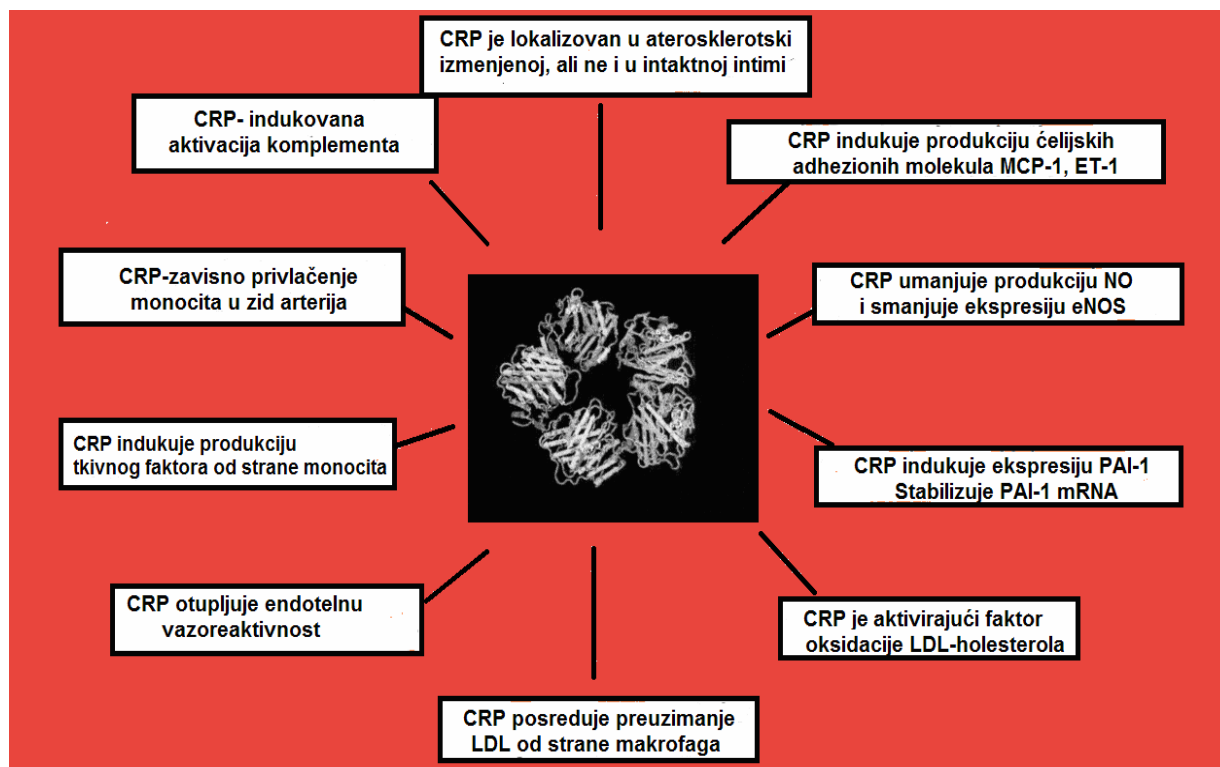 CRP je lokalizovan u aterosklerotski
izmenjenoj, ali ne i u intaktnoj intimi
CRP- indukovana
aktivacija komplementa
CRP indukuje produkciju ćelijskih
adhezionih molekula MCP-1, ET-1
CRP-zavisno privlačenje
monocita u zid arterija
CRP umanjuje produkciju NO
i smanjuje ekspresiju eNOS
CRP indukuje produkciju
tkivnog faktora od strane monocita
CRP indukuje ekspresiju PAI-1
Stabilizuje PAI-1 mRNA
CRP otupljuje endotelnu
vazoreaktivnost
CRP je aktivirajući faktor
oksidacije LDL-holesterola
CRP posreduje preuzimanje
LDL od strane makrofaga